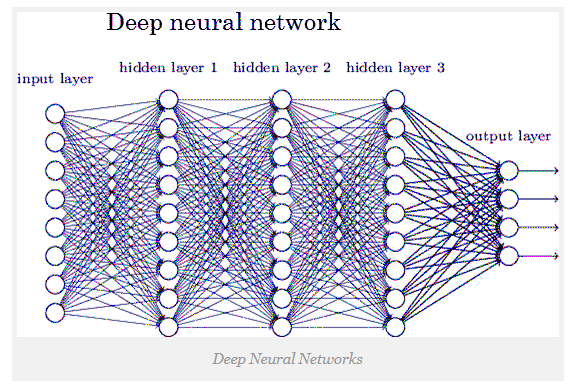 Deep neural network
input layer
hidden layer 1
hidden layer 2
hidden layer 3
output layer
Deep Neural Networks